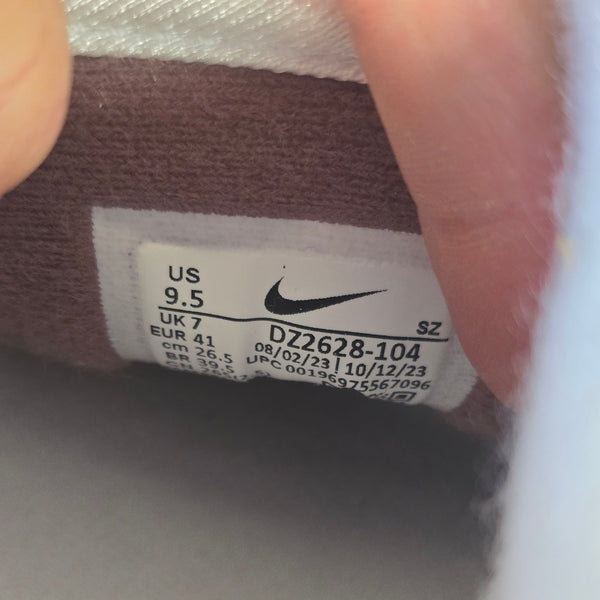 US
9.5
SZ
UK 7
DZ2628-104
EUR 41
08/02/23 | 10/12/23
cm 26.5
UPC 00196975567096
BR 39.5
CN